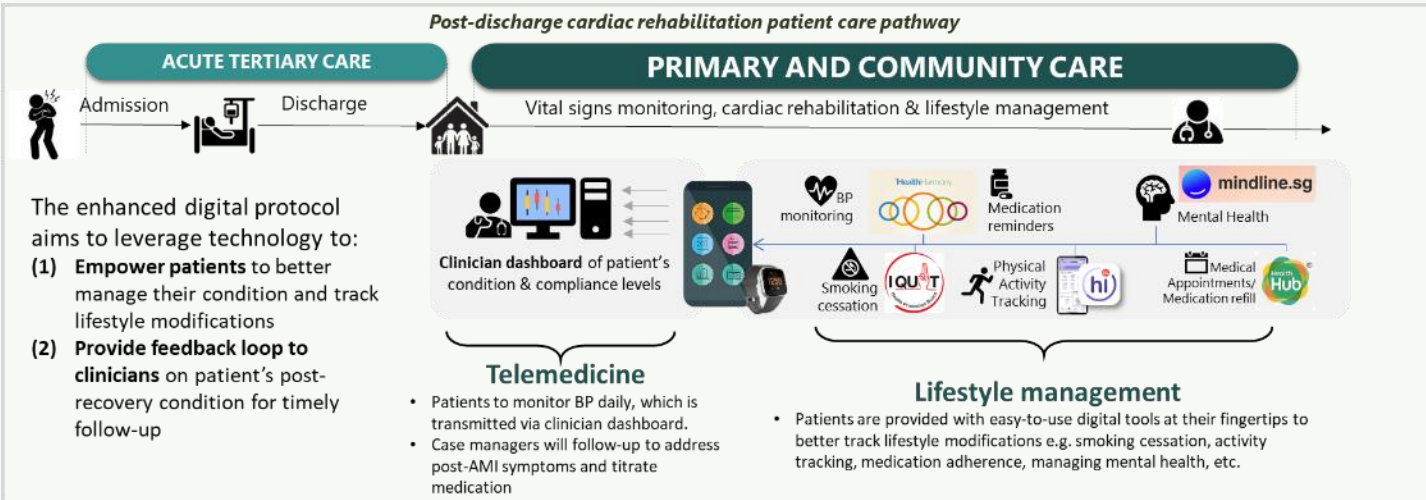 Post-discharge cardiac rehabilitation patient care pathway
ACUTE TERTIARY CARE
PRIMARY AND COMMUNITY CARE
Admission
Discharge
Vital signs monitoring, cardiac rehabilitation & lifestyle management
The enhanced digital protocol
aims to leverage technology to:
(1) Empower patients to better
manage their condition and track
lifestyle modifications
(2) Provide feedback loop to
clinicians on patient's post-
recovery condition for timely
follow-up
Clinician dashboard of patient's
condition & compliance levels
BP
monitoring
HealthHarmony
Medication
reminders
mindline.sg
Mental Health
Smoking
cessation
I QUIT
Physical
Activity
Tracking
hi
Medical
Appointments/
Medication refill
Health
Hub
Telemedicine
• Patients to monitor BP daily, which is
transmitted via clinician dashboard.
• Case managers will follow-up to address
post-AMI symptoms and titrate
medication
Lifestyle management
• Patients are provided with easy-to-use digital tools at their fingertips to
better track lifestyle modifications e.g. smoking cessation, activity
tracking, medication adherence, managing mental health, etc.